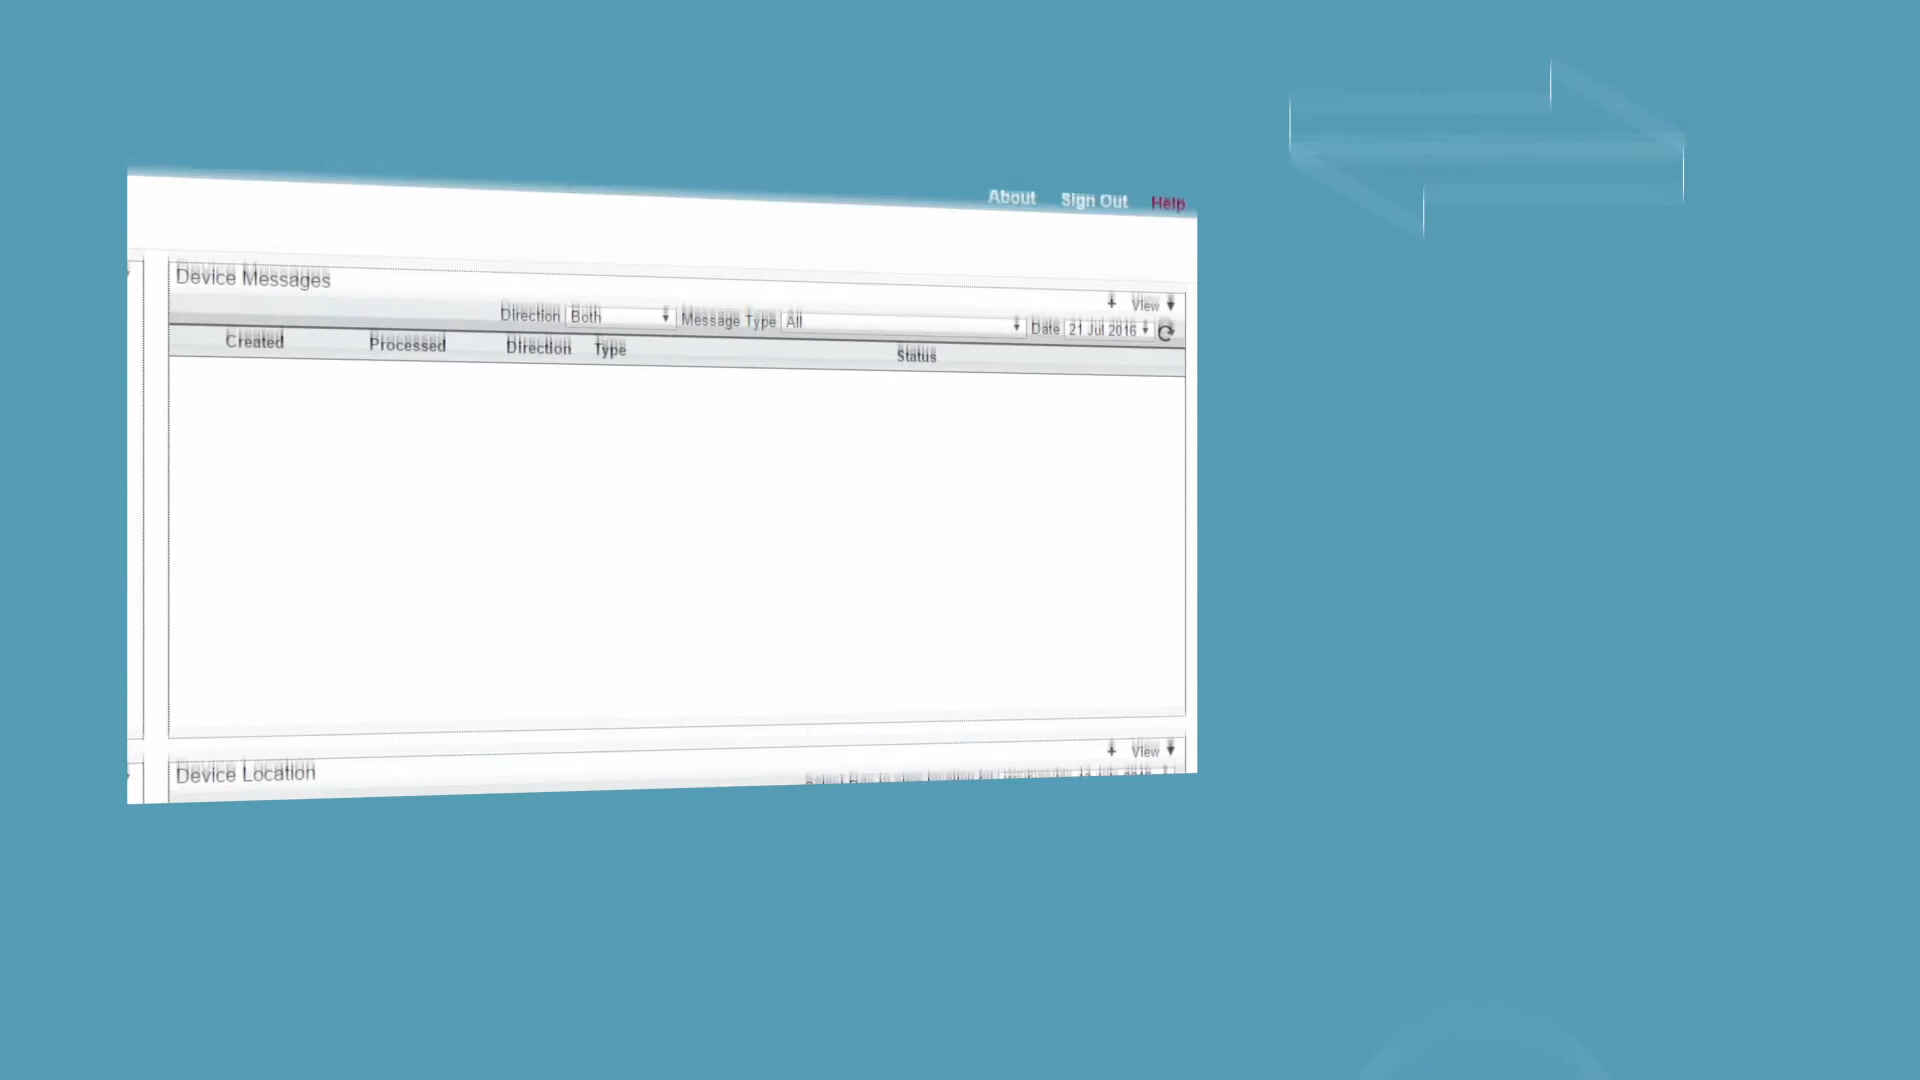 About Sign Out Help
Device Messages
View
Direction Both Message Type All Date 21 Jul 2016
Created Processed Direction Type Status
View
Device Location